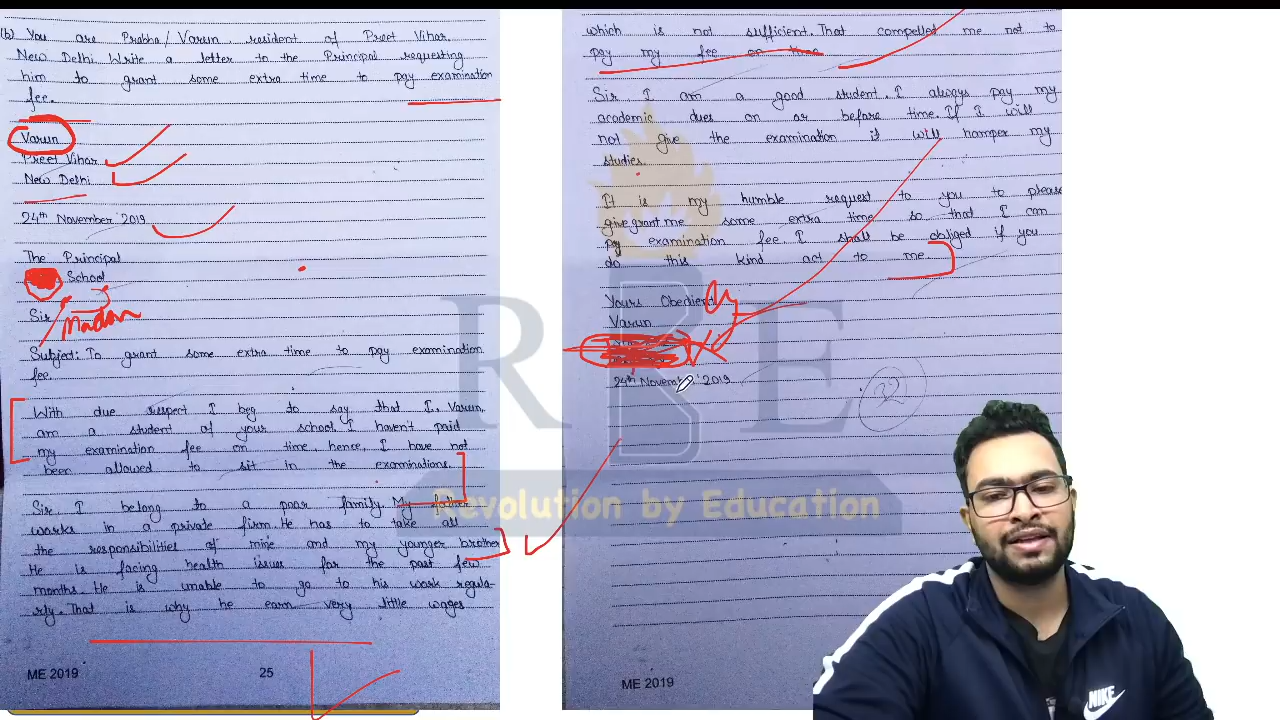 (b) You are Prabha/Varun resident of Preet Vihar.
New Delhi. Write a letter to the Principal requesting
him to grant some extra time to pay examination
fee.
Varun
Preet Vihar
New Delhi
24th November '2019
The Principal
School
Sir
Madam
Subject: To grant some extra time to pay examination
fee.
With due respect I beg to say that I, Varun,
am a student of your school. I haven't paid
my examination fee on time, hence, I have not
been allowed to sit in the examinations.
Sir, I belong to a poor family. My father
works in a private firm. He has to take all
the responsibilities of mine and my younger brother
He is facing health issues for the past few
months. He is unable to go to his work regula-
rly. That is why he earn very little wages
ME 2019
25
which is not sufficient. That compelled me not to
pay my fee on time
Sir I am a good student. I always pay my
academic dues on or before time. If I will
not give the examination it will hamper my
studies.
It is my humble request to you to please
give grant me some extra time so that I can
pay examination fee. I shall be obliged if you
do this kind act to me.
Yours Obediently
Varun
24th November '2019
22
ME 2019
RBE
Revolution by Education
NIKE